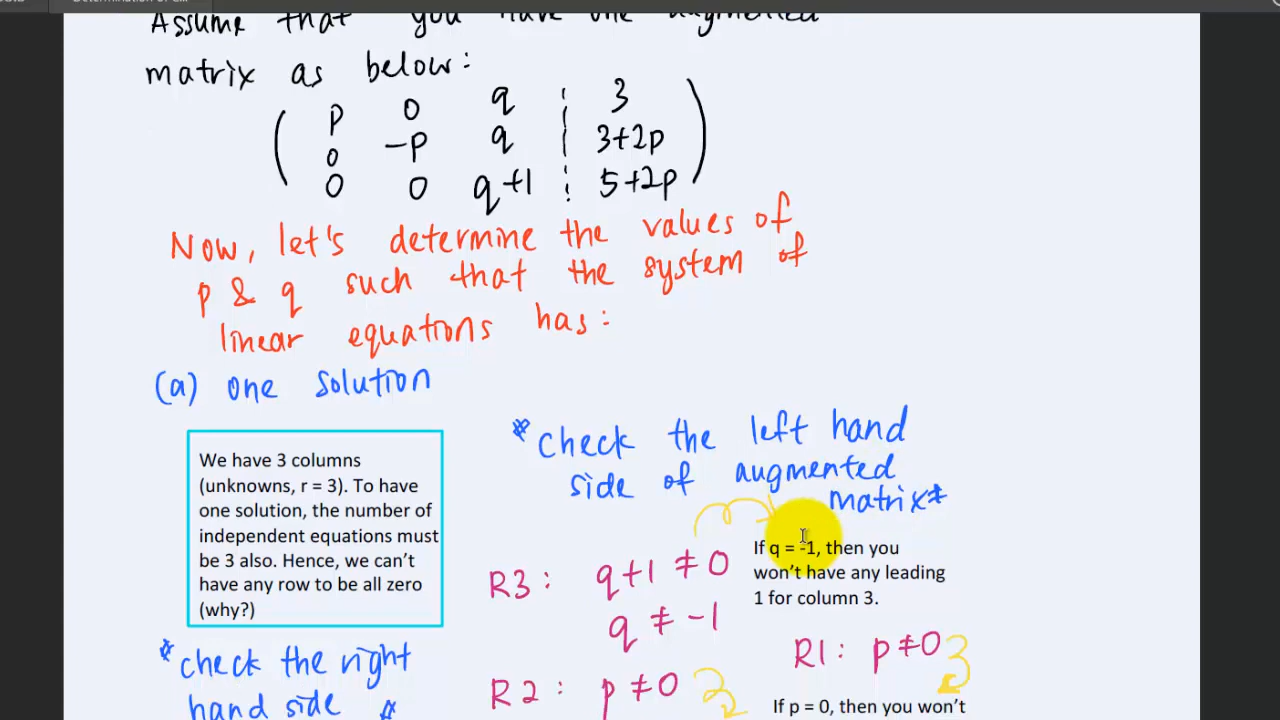 Assume that you have one augmented
matrix as below:
p 0 q ¦ 3
0 -p q ¦ 3+2p
0 0 q+1 ¦ 5+2p
Now, let's determine the values of
p & q such that the system of
linear equations has:
(a) one solution
We have 3 columns
(unknowns, r = 3). To have
one solution, the number of
independent equations must
be 3 also. Hence, we can't
have any row to be all zero
(why?)
*check the left hand
side of augmented
matrix*
R3: q+1 ≠ 0
q ≠ -1
If q = -1, then you
won't have any leading
1 for column 3.
R1: p ≠ 0
*check the right
hand side *
R2: p ≠ 0
If p = 0, then you won't